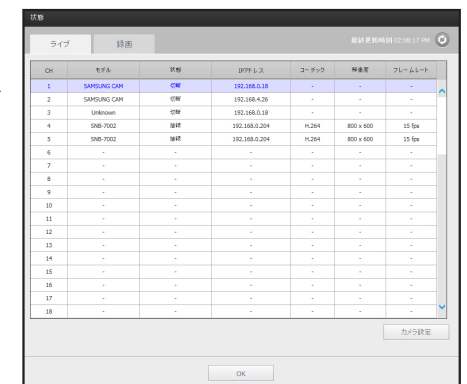 状態
ライブ 録画 最終更新時間 02:08:17 PM
CH モデル 状態 IPアドレス コーデック 解像度 フレームレート
1 SAMSUNG CAM 切断 192.168.0.18 - - -
2 SAMSUNG CAM 切断 192.168.4.26 - - -
3 Unknown 切断 192.168.0.18 - - -
4 SNB-7002 接続 192.168.0.204 H.264 800 x 600 15 fps
5 SNB-7002 接続 192.168.0.204 H.264 800 x 600 15 fps
6 - - - - - -
7 - - - - - -
8 - - - - - -
9 - - - - - -
10 - - - - - -
11 - - - - - -
12 - - - - - -
13 - - - - - -
14 - - - - - -
15 - - - - - -
16 - - - - - -
17 - - - - - -
18 - - - - - -
カメラ設定
OK